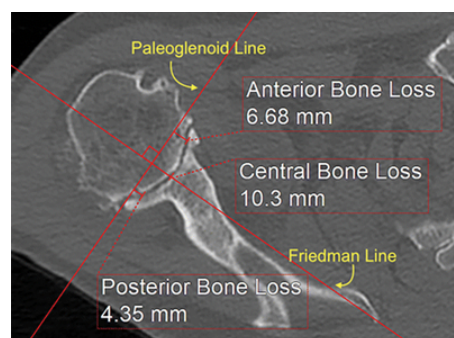 Paleoglenoid Line
Anterior Bone Loss
6.68 mm
Central Bone Loss
10.3 mm
Friedman Line
Posterior Bone Loss
4.35 mm